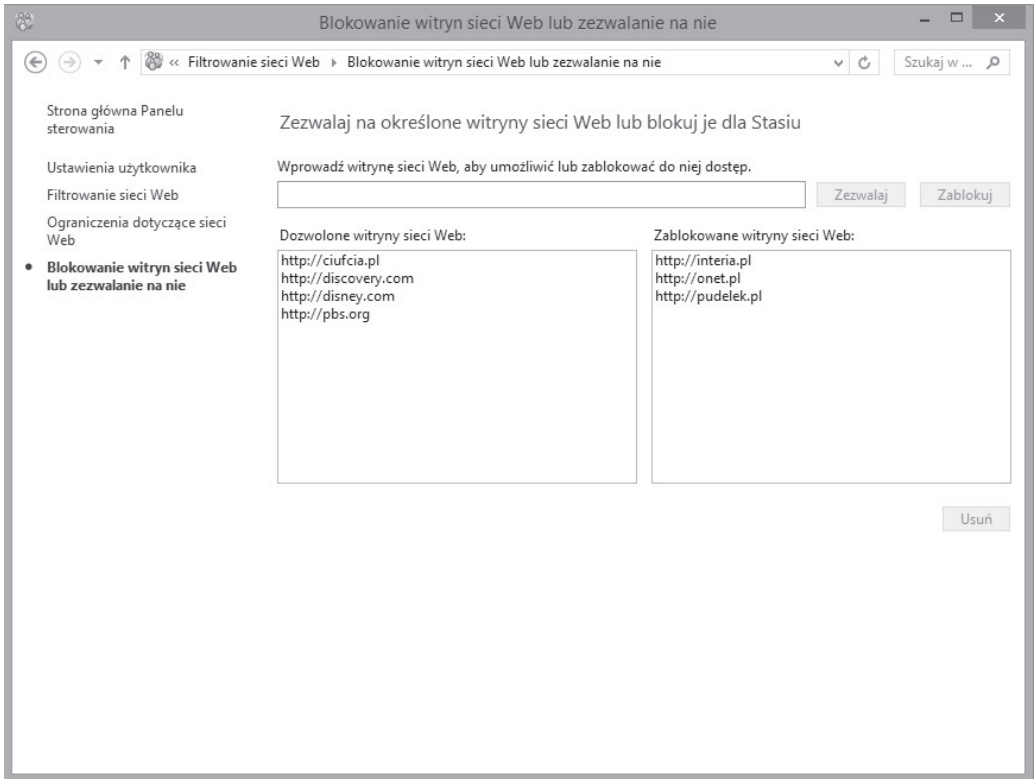 Blokowanie witryn sieci Web lub zezwalanie na nie
« Filtrowanie sieci Web ▸ Blokowanie witryn sieci Web lub zezwalanie na nie
Szukaj w ...
Strona główna Panelu
sterowania
Ustawienia użytkownika
Filtrowanie sieci Web
Ograniczenia dotyczące sieci
Web
• Blokowanie witryn sieci Web
lub zezwalanie na nie
Zezwalaj na określone witryny sieci Web lub blokuj je dla Stasiu
Wprowadź witrynę sieci Web, aby umożliwić lub zablokować do niej dostęp.
Zezwalaj
Zablokuj
Dozwolone witryny sieci Web:
http://ciufcia.pl
http://discovery.com
http://disney.com
http://pbs.org
Zablokowane witryny sieci Web:
http://interia.pl
http://onet.pl
http://pudelek.pl
Usuń